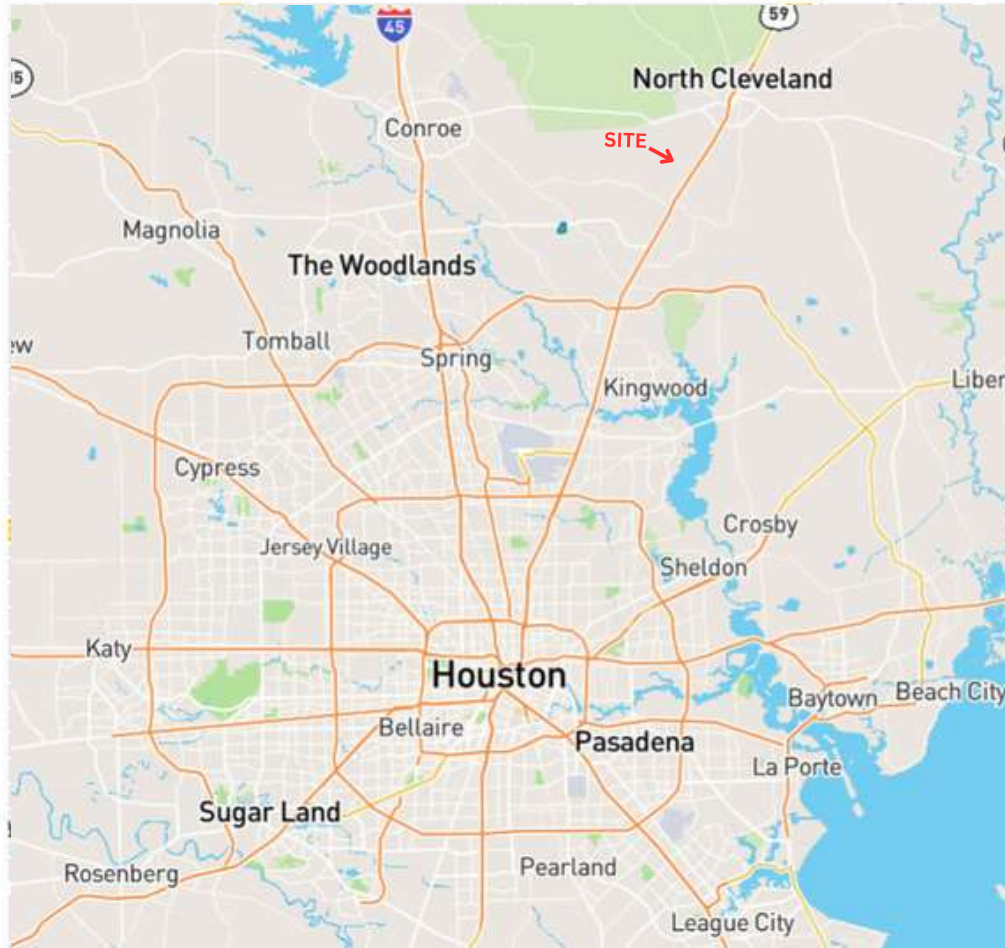 45
59
North Cleveland
Conroe
SITE
Magnolia
The Woodlands
Tomball
Spring
Kingwood
Liber
Cypress
Crosby
Jersey Village
Sheldon
Katy
Houston
Baytown
Beach City
Bellaire
Pasadena
La Porte
Sugar Land
Rosenberg
Pearland
League City